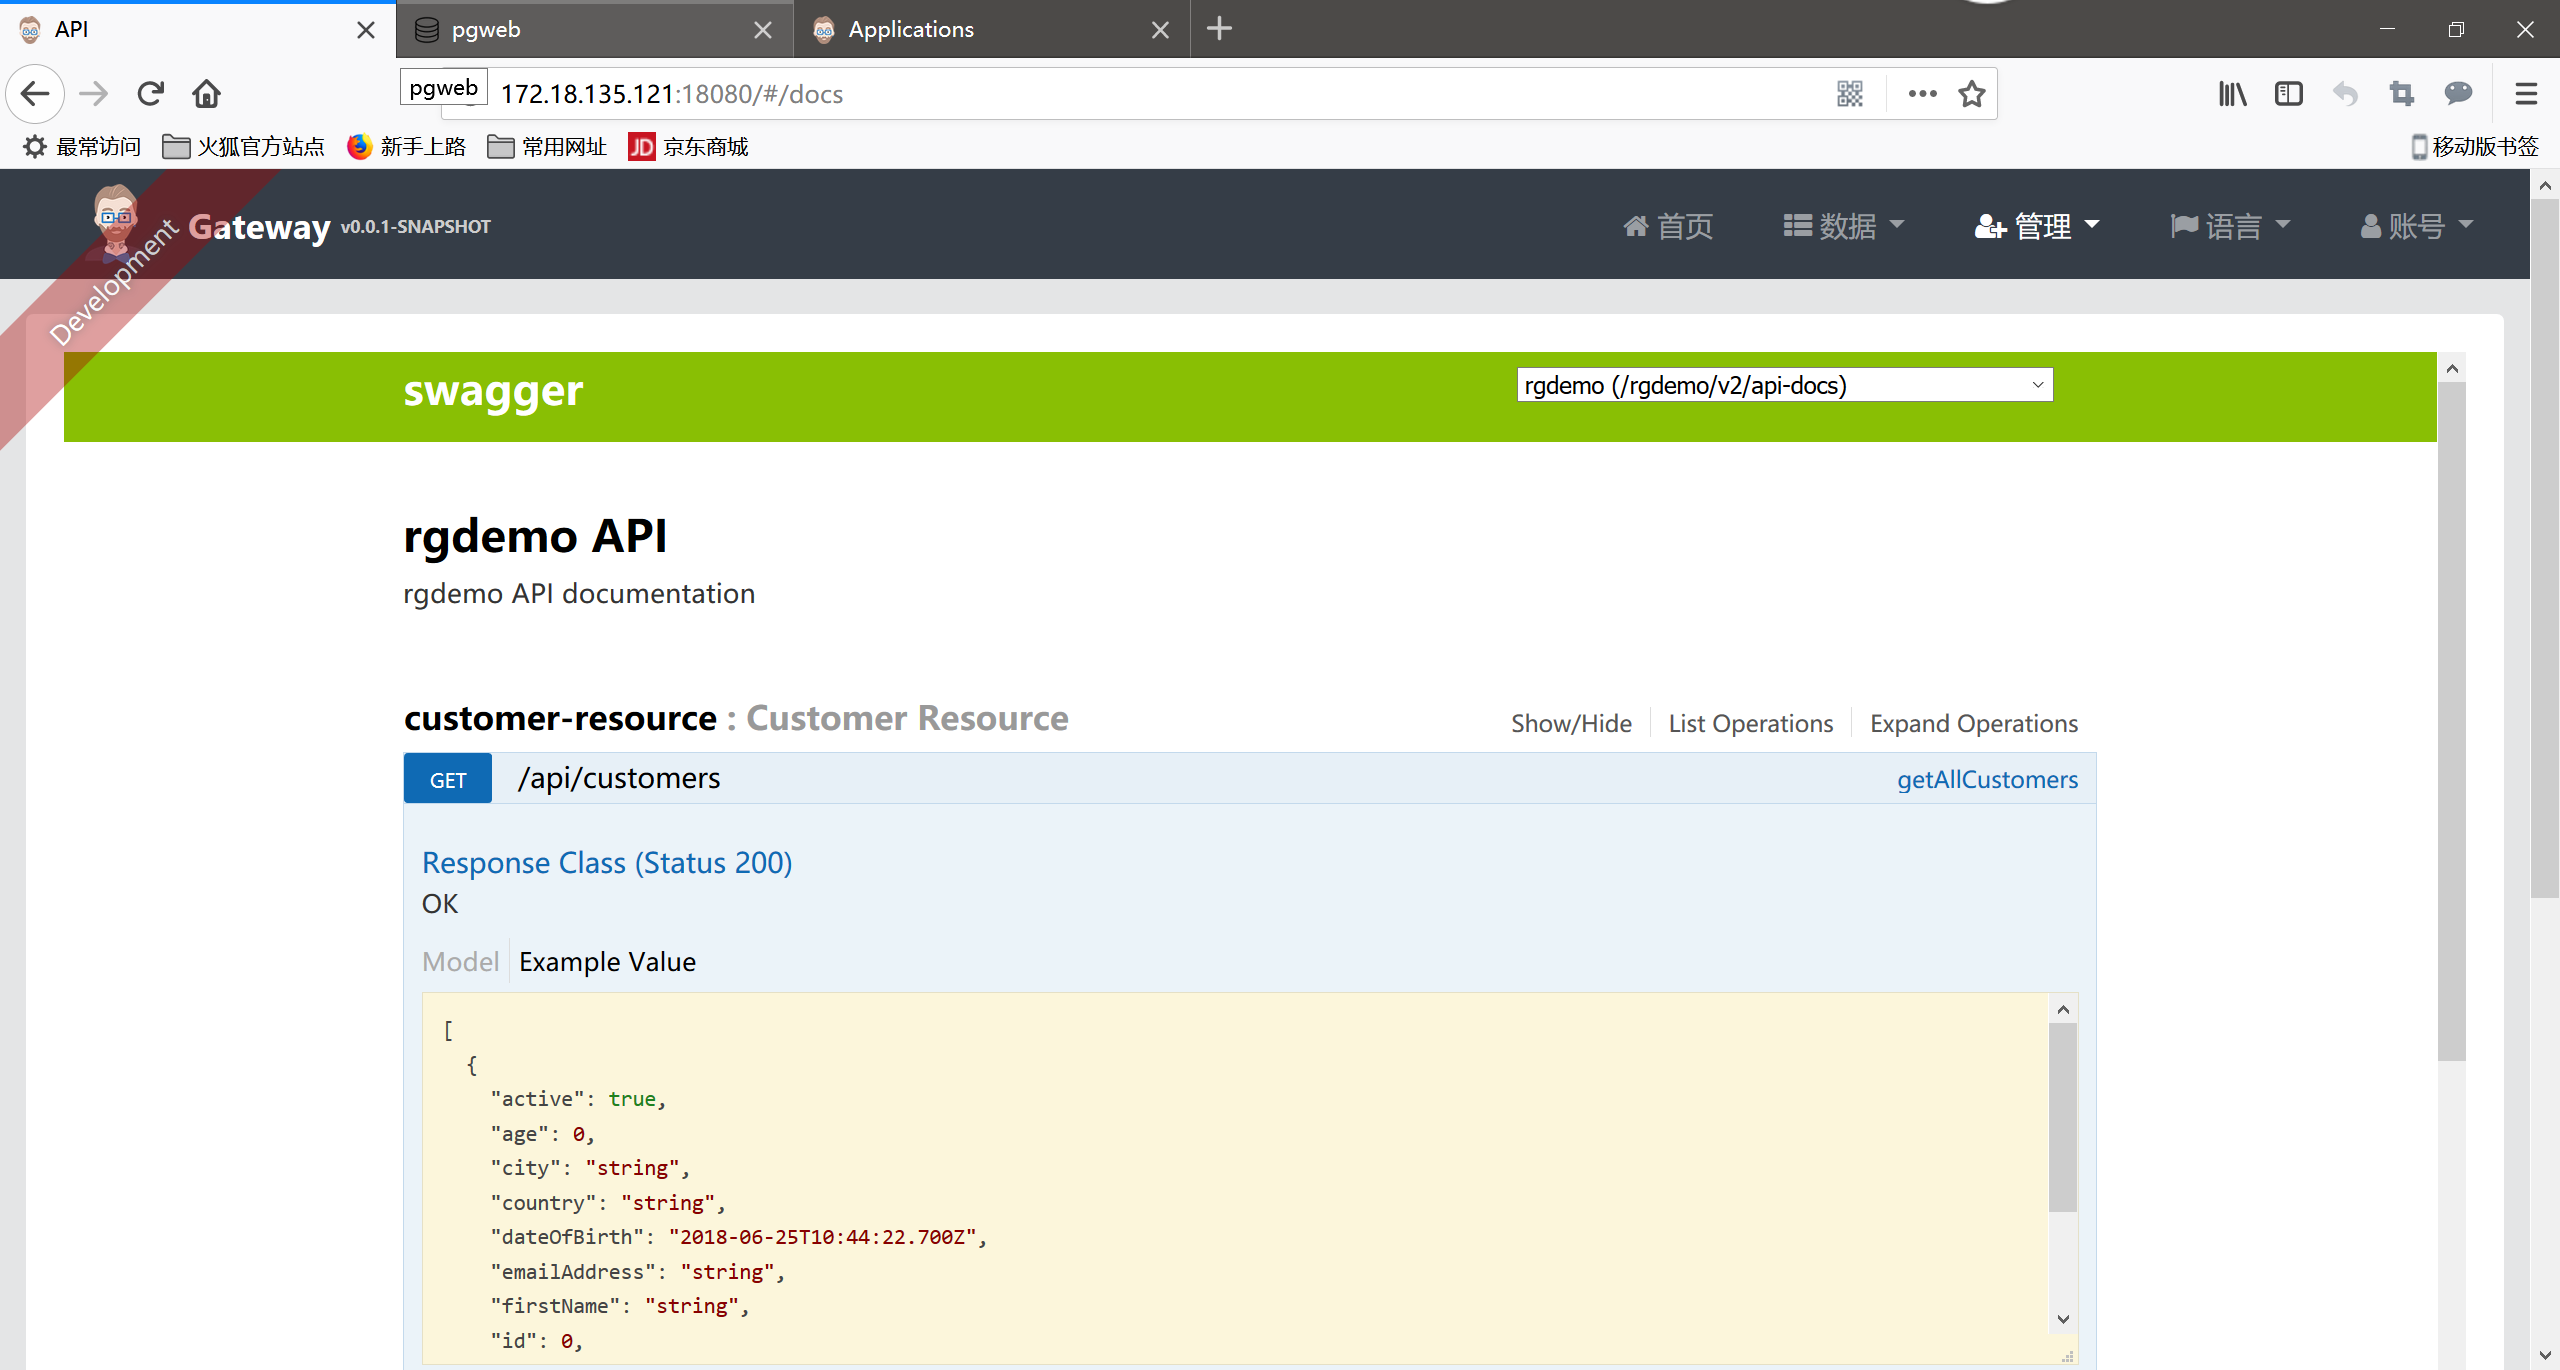 API
pgweb
Applications
pgweb
172.18.135.121:18080/#/docs
最常访问
火狐官方站点
新手上路
常用网址
JD
京东商城
移动版书签
Development
Gateway v0.0.1-SNAPSHOT
首页
数据
管理
语言
账号
swagger
rgdemo (/rgdemo/v2/api-docs)
rgdemo API
rgdemo API documentation
customer-resource : Customer Resource
Show/Hide
List Operations
Expand Operations
GET
/api/customers
getAllCustomers
Response Class (Status 200)
OK
Model
Example Value
[
{
"active": true,
"age": 0,
"city": "string",
"country": "string",
"dateOfBirth": "2018-06-25T10:44:22.700Z",
"emailAddress": "string",
"firstName": "string",
"id": 0,